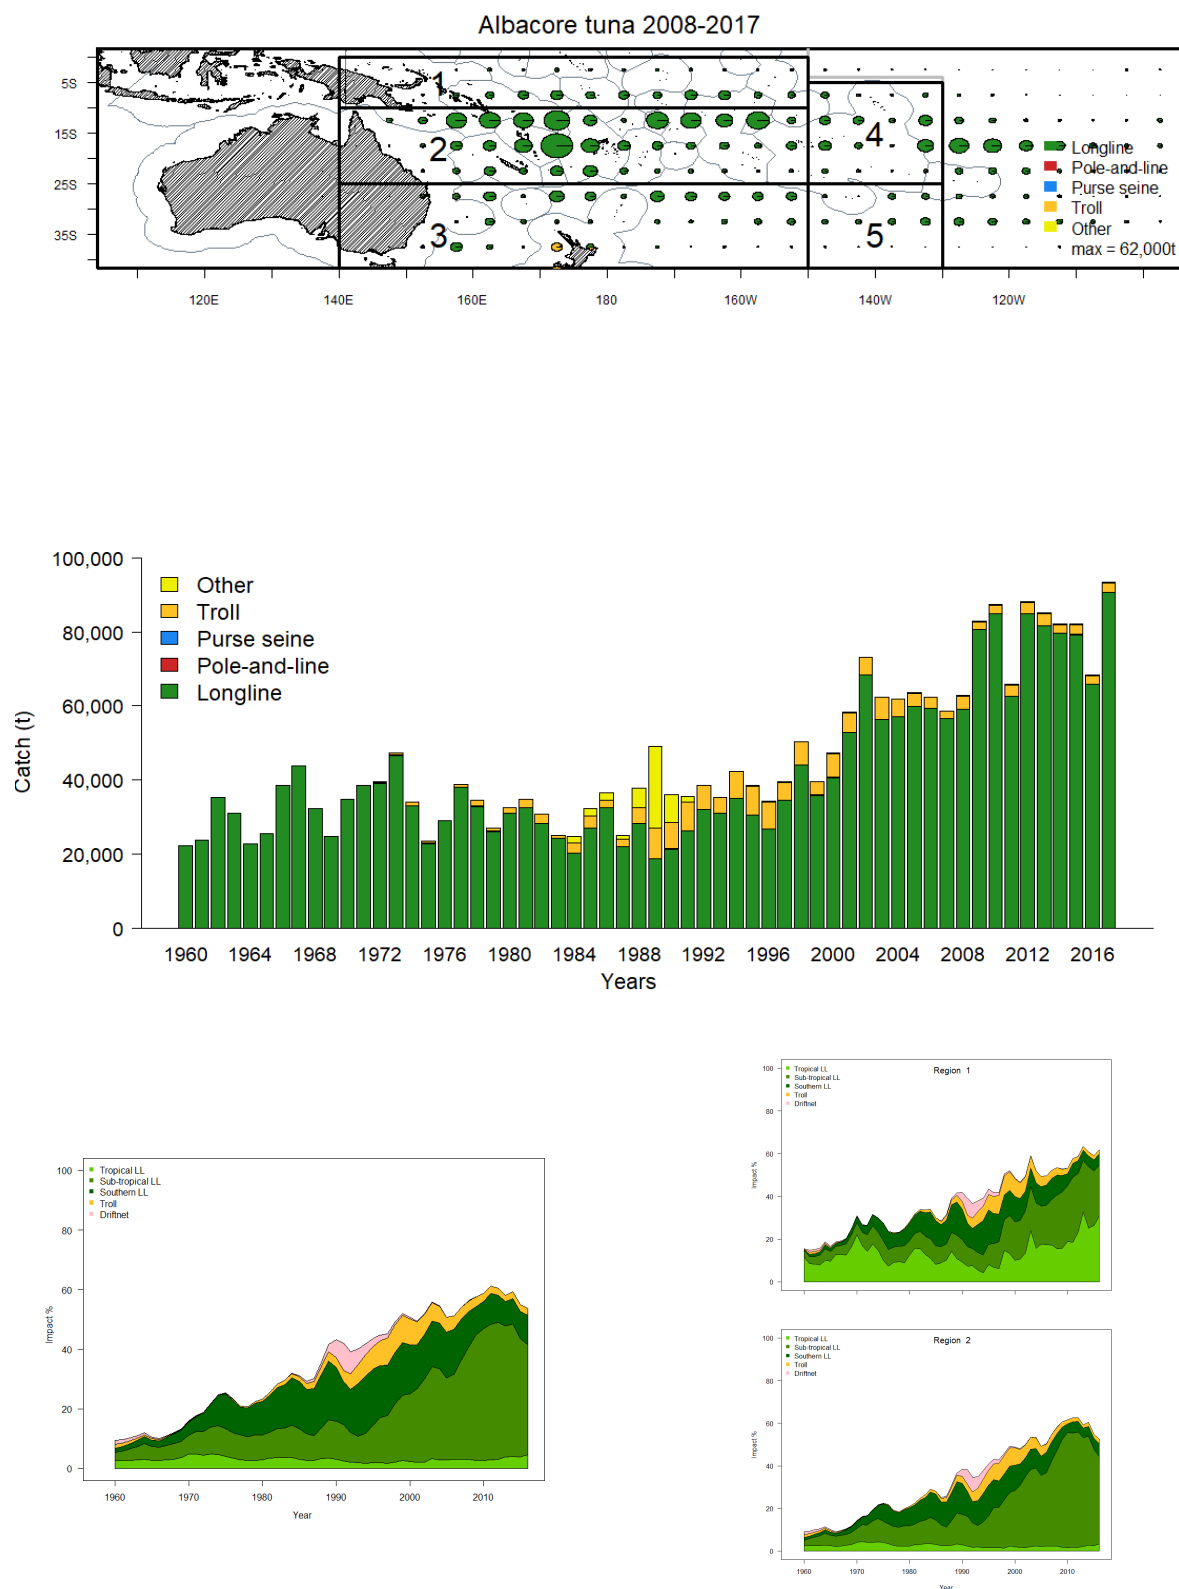 Albacore tuna 2008-2017
5S
15S
25S
35S
1
2
3
4
5
Longline
Pole-and-line
Purse seine
Troll
Other
max = 62,000t
120E
140E
160E
180
160W
140W
120W
100,000
80,000
60,000
40,000
20,000
0
Catch (t)
Other
Troll
Purse seine
Pole-and-line
Longline
1960
1964
1968
1972
1976
1980
1984
1988
1992
1996
2000
2004
2008
2012
2016
Years
Tropical LL
Sub-tropical LL
Southern LL
Troll
Driftnet
100
80
60
40
20
0
Impact %
1960
1970
1980
1990
2000
2010
Year
Region 1
Tropical LL
Sub-tropical LL
Southern LL
Troll
Driftnet
100
80
60
40
20
0
Impact %
Region 2
Tropical LL
Sub-tropical LL
Southern LL
Troll
Driftnet
100
80
60
40
20
0
Impact %
1960
1970
1980
1990
2000
2010
Year